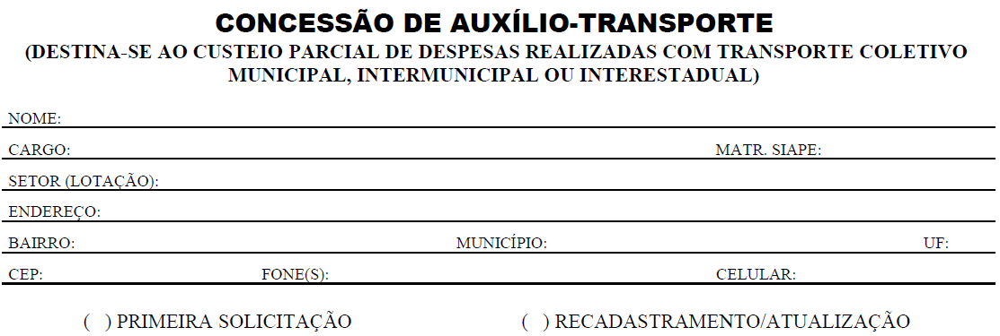 CONCESSÃO DE AUXÍLIO-TRANSPORTE
(DESTINA-SE AO CUSTEIO PARCIAL DE DESPESAS REALIZADAS COM TRANSPORTE COLETIVO
MUNICIPAL, INTERMUNICIPAL OU INTERESTADUAL)
NOME:
CARGO: MATR. SIAPE:
SETOR (LOTAÇÃO):
ENDEREÇO:
BAIRRO: MUNICÍPIO: UF:
CEP: FONE(S): CELULAR:
( ) PRIMEIRA SOLICITAÇÃO ( ) RECADASTRAMENTO/ATUALIZAÇÃO